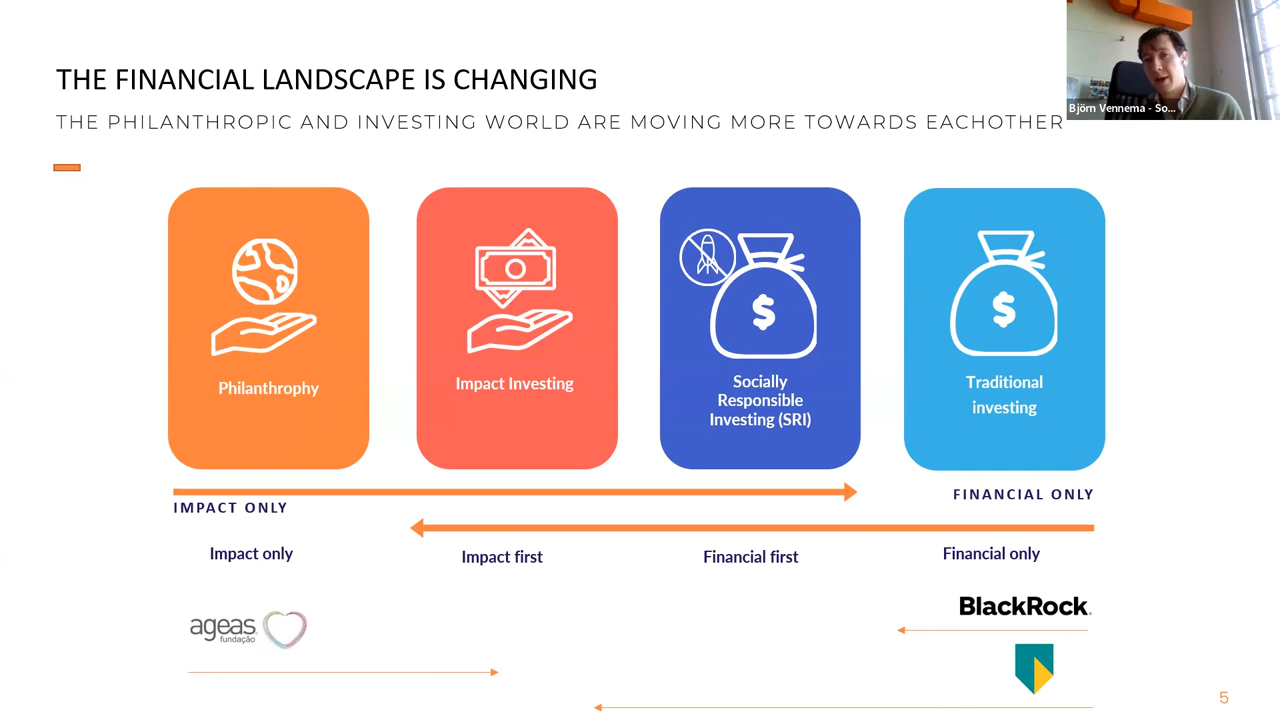 THE FINANCIAL LANDSCAPE IS CHANGING
THE PHILANTHROPIC AND INVESTING WORLD ARE MOVING MORE TOWARDS EACHOTHER
Björn Vennema - So...
Philanthropy
Impact Investing
$
Socially
Responsible
Investing (SRI)
$
Traditional
investing
IMPACT ONLY
FINANCIAL ONLY
Impact only
Impact first
Financial first
Financial only
ageas
fundação
BlackRock.
5